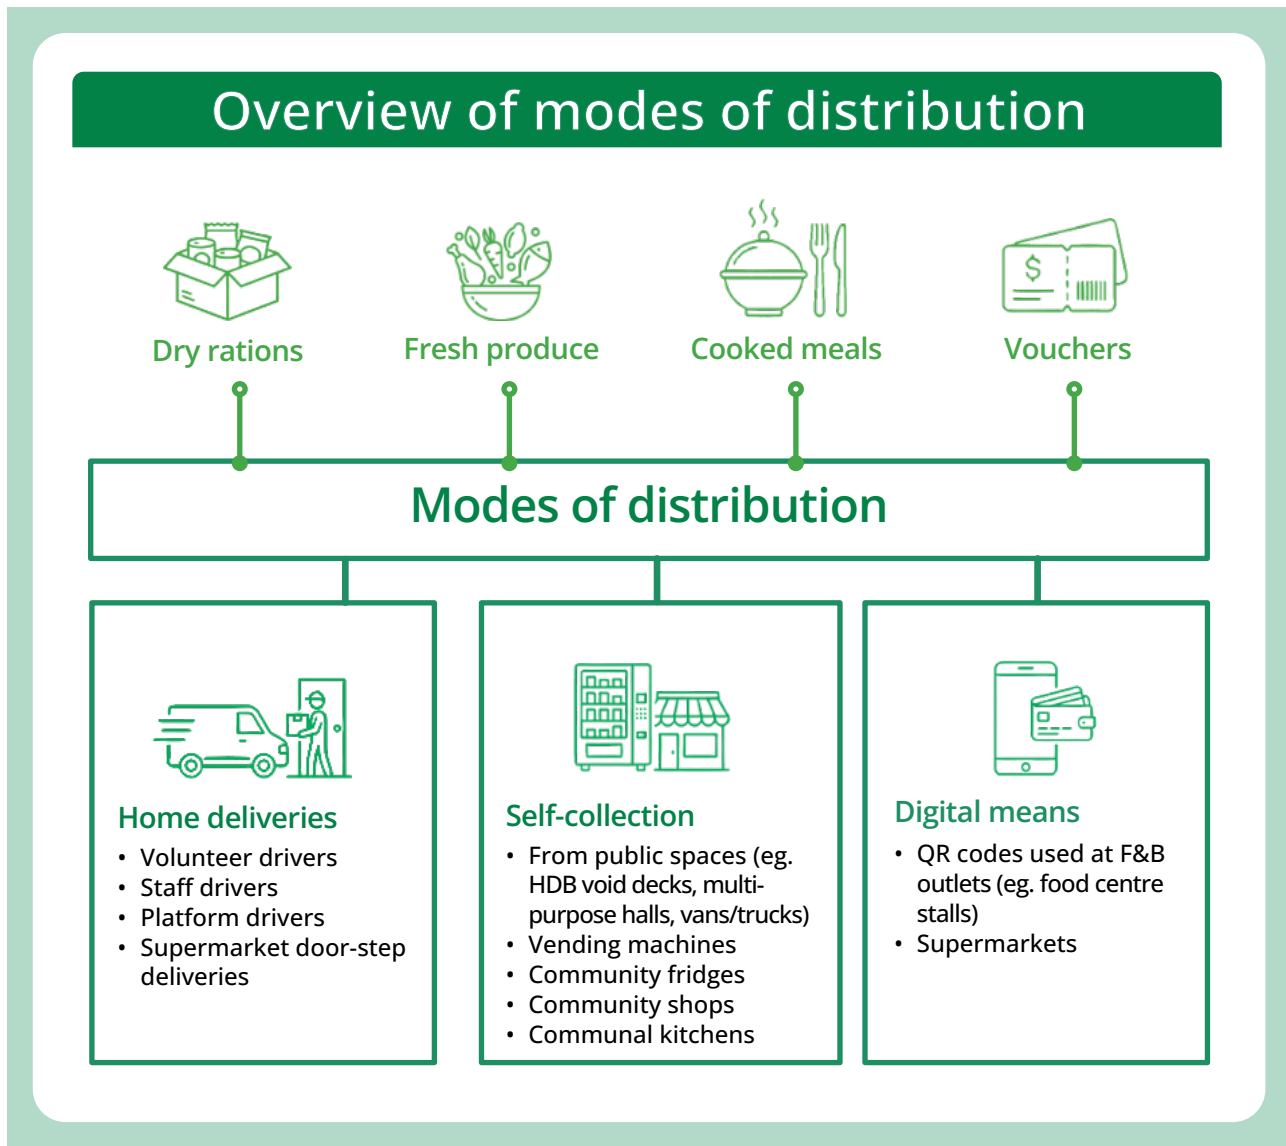 Overview of modes of distribution
Dry rations
Fresh produce
Cooked meals
Vouchers
$
Modes of distribution
Home deliveries
• Volunteer drivers
• Staff drivers
• Platform drivers
• Supermarket door-step
deliveries
Self-collection
• From public spaces (eg.
HDB void decks, multi-
purpose halls, vans/trucks)
• Vending machines
• Community fridges
• Community shops
• Communal kitchens
Digital means
• QR codes used at F&B
outlets (eg. food centre
stalls)
• Supermarkets